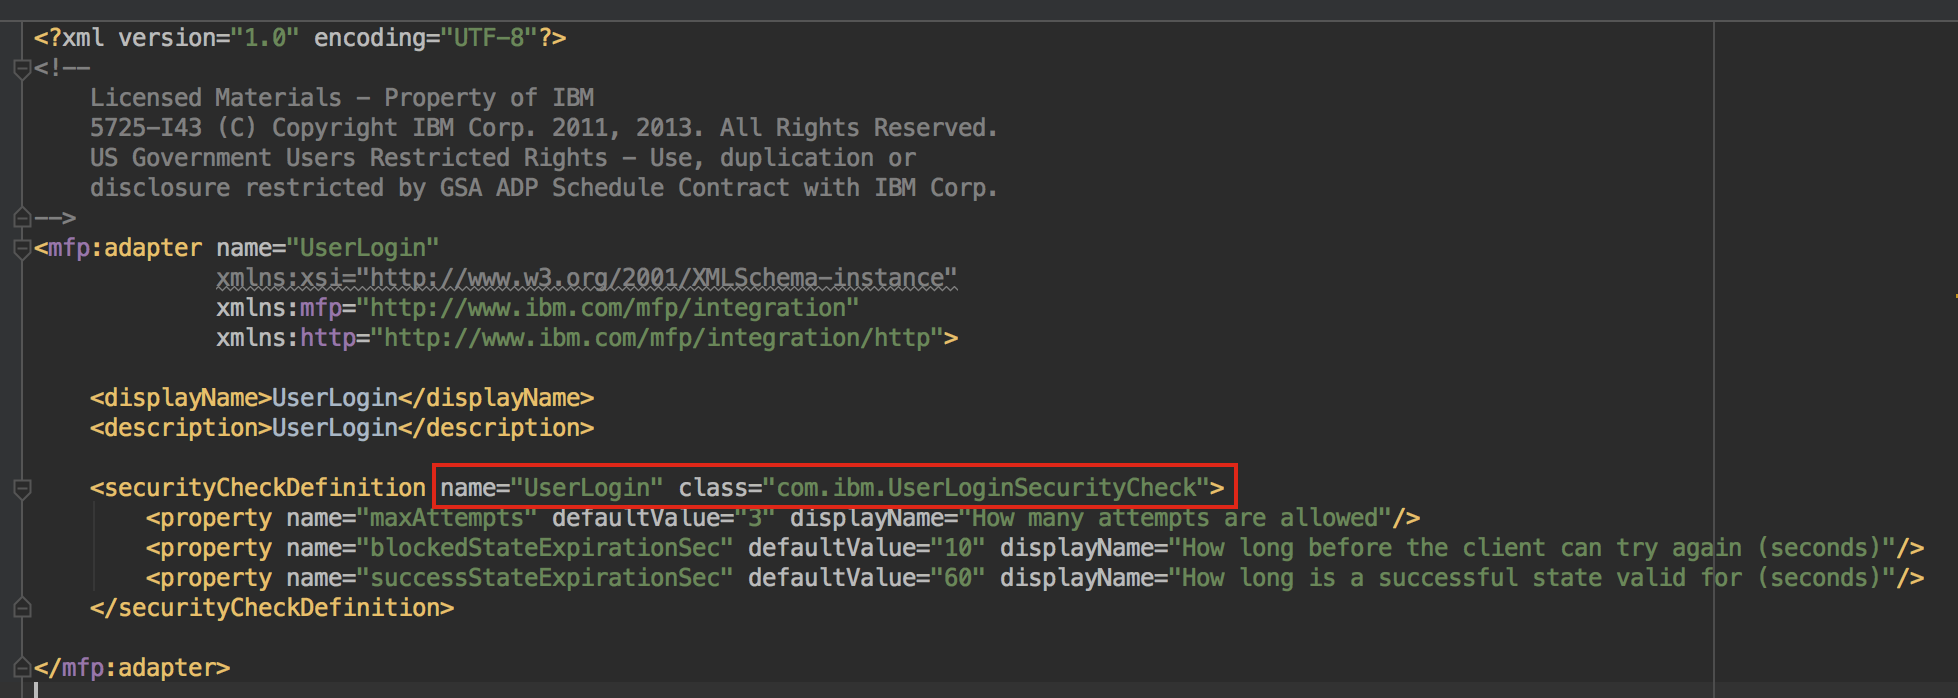 <?xml version="1.0" encoding="UTF-8"?>
<!--
    Licensed Materials - Property of IBM
    5725-I43 (C) Copyright IBM Corp. 2011, 2013. All Rights Reserved.
    US Government Users Restricted Rights - Use, duplication or
    disclosure restricted by GSA ADP Schedule Contract with IBM Corp.
-->
<mfp:adapter name="UserLogin"
             xmlns:xsi="http://www.w3.org/2001/XMLSchema-instance"
             xmlns:mfp="http://www.ibm.com/mfp/integration"
             xmlns:http="http://www.ibm.com/mfp/integration/http">
    <displayName>UserLogin</displayName>
    <description>UserLogin</description>
    <securityCheckDefinition name="UserLogin" class="com.ibm.UserLoginSecurityCheck">
        <property name="maxAttempts" defaultValue="3" displayName="How many attempts are allowed"/>
        <property name="blockedStateExpirationSec" defaultValue="10" displayName="How long before the client can try again (seconds)"/>
        <property name="successStateExpirationSec" defaultValue="60" displayName="How long is a successful state valid for (seconds)"/>
    </securityCheckDefinition>
</mfp:adapter>